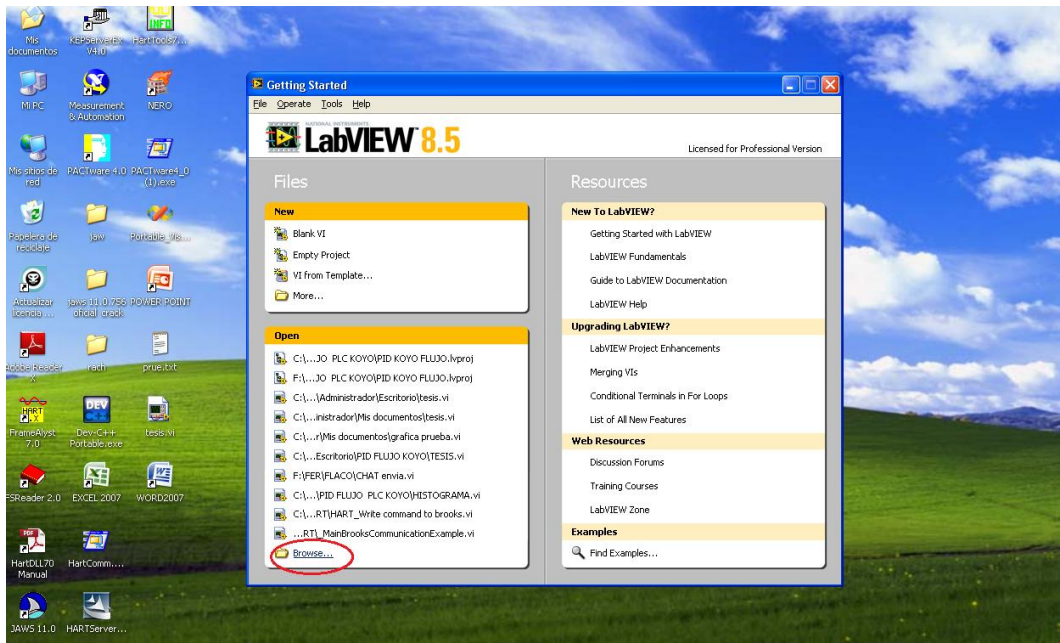 Mis documentos
KEPServerEx V4.0
INFO
HartTools7...
Mi PC
Measurement & Automation
NERO
Mis sitios de red
PACTware 4.0
PACTware4_0 (1).exe
Papelera de reciclaje
jaw
Portable_Vis...
Actualizar licencia ...
jaws 11.0.756 oficial crack
POWER POINT
Adobe Reader X
rach
prue.txt
HART
FrameAlyst 7.0
DEV
Dev-C++ Portable.exe
tesis.vi
FSReader 2.0
EXCEL 2007
WORD2007
PDF
HartDLL70 Manual
HartComm....
JAWS 11.0
HARTServer...
Getting Started
File Operate Tools Help
NATIONAL INSTRUMENTS
LabVIEW 8.5
Licensed for Professional Version
Files
New
Blank VI
Empty Project
VI from Template...
More...
Open
C:\...JO PLC KOYO\PID KOYO FLUJO.lvproj
F:\...JO PLC KOYO\PID KOYO FLUJO.lvproj
C:\...\Administrador\Escritorio\tesis.vi
C:\...inistrador\Mis documentos\tesis.vi
C:\...r\Mis documentos\grafica prueba.vi
C:\...Escritorio\PID FLUJO KOYO\TESIS.vi
F:\FER\FLACO\CHAT envia.vi
C:\...\PID FLUJO PLC KOYO\HISTOGRAMA.vi
C:\...RT\HART_Write command to brooks.vi
...RT\_MainBrooksCommunicationExample.vi
Browse...
Resources
New To LabVIEW?
Getting Started with LabVIEW
LabVIEW Fundamentals
Guide to LabVIEW Documentation
LabVIEW Help
Upgrading LabVIEW?
LabVIEW Project Enhancements
Merging VIs
Conditional Terminals in For Loops
List of All New Features
Web Resources
Discussion Forums
Training Courses
LabVIEW Zone
Examples
Find Examples...